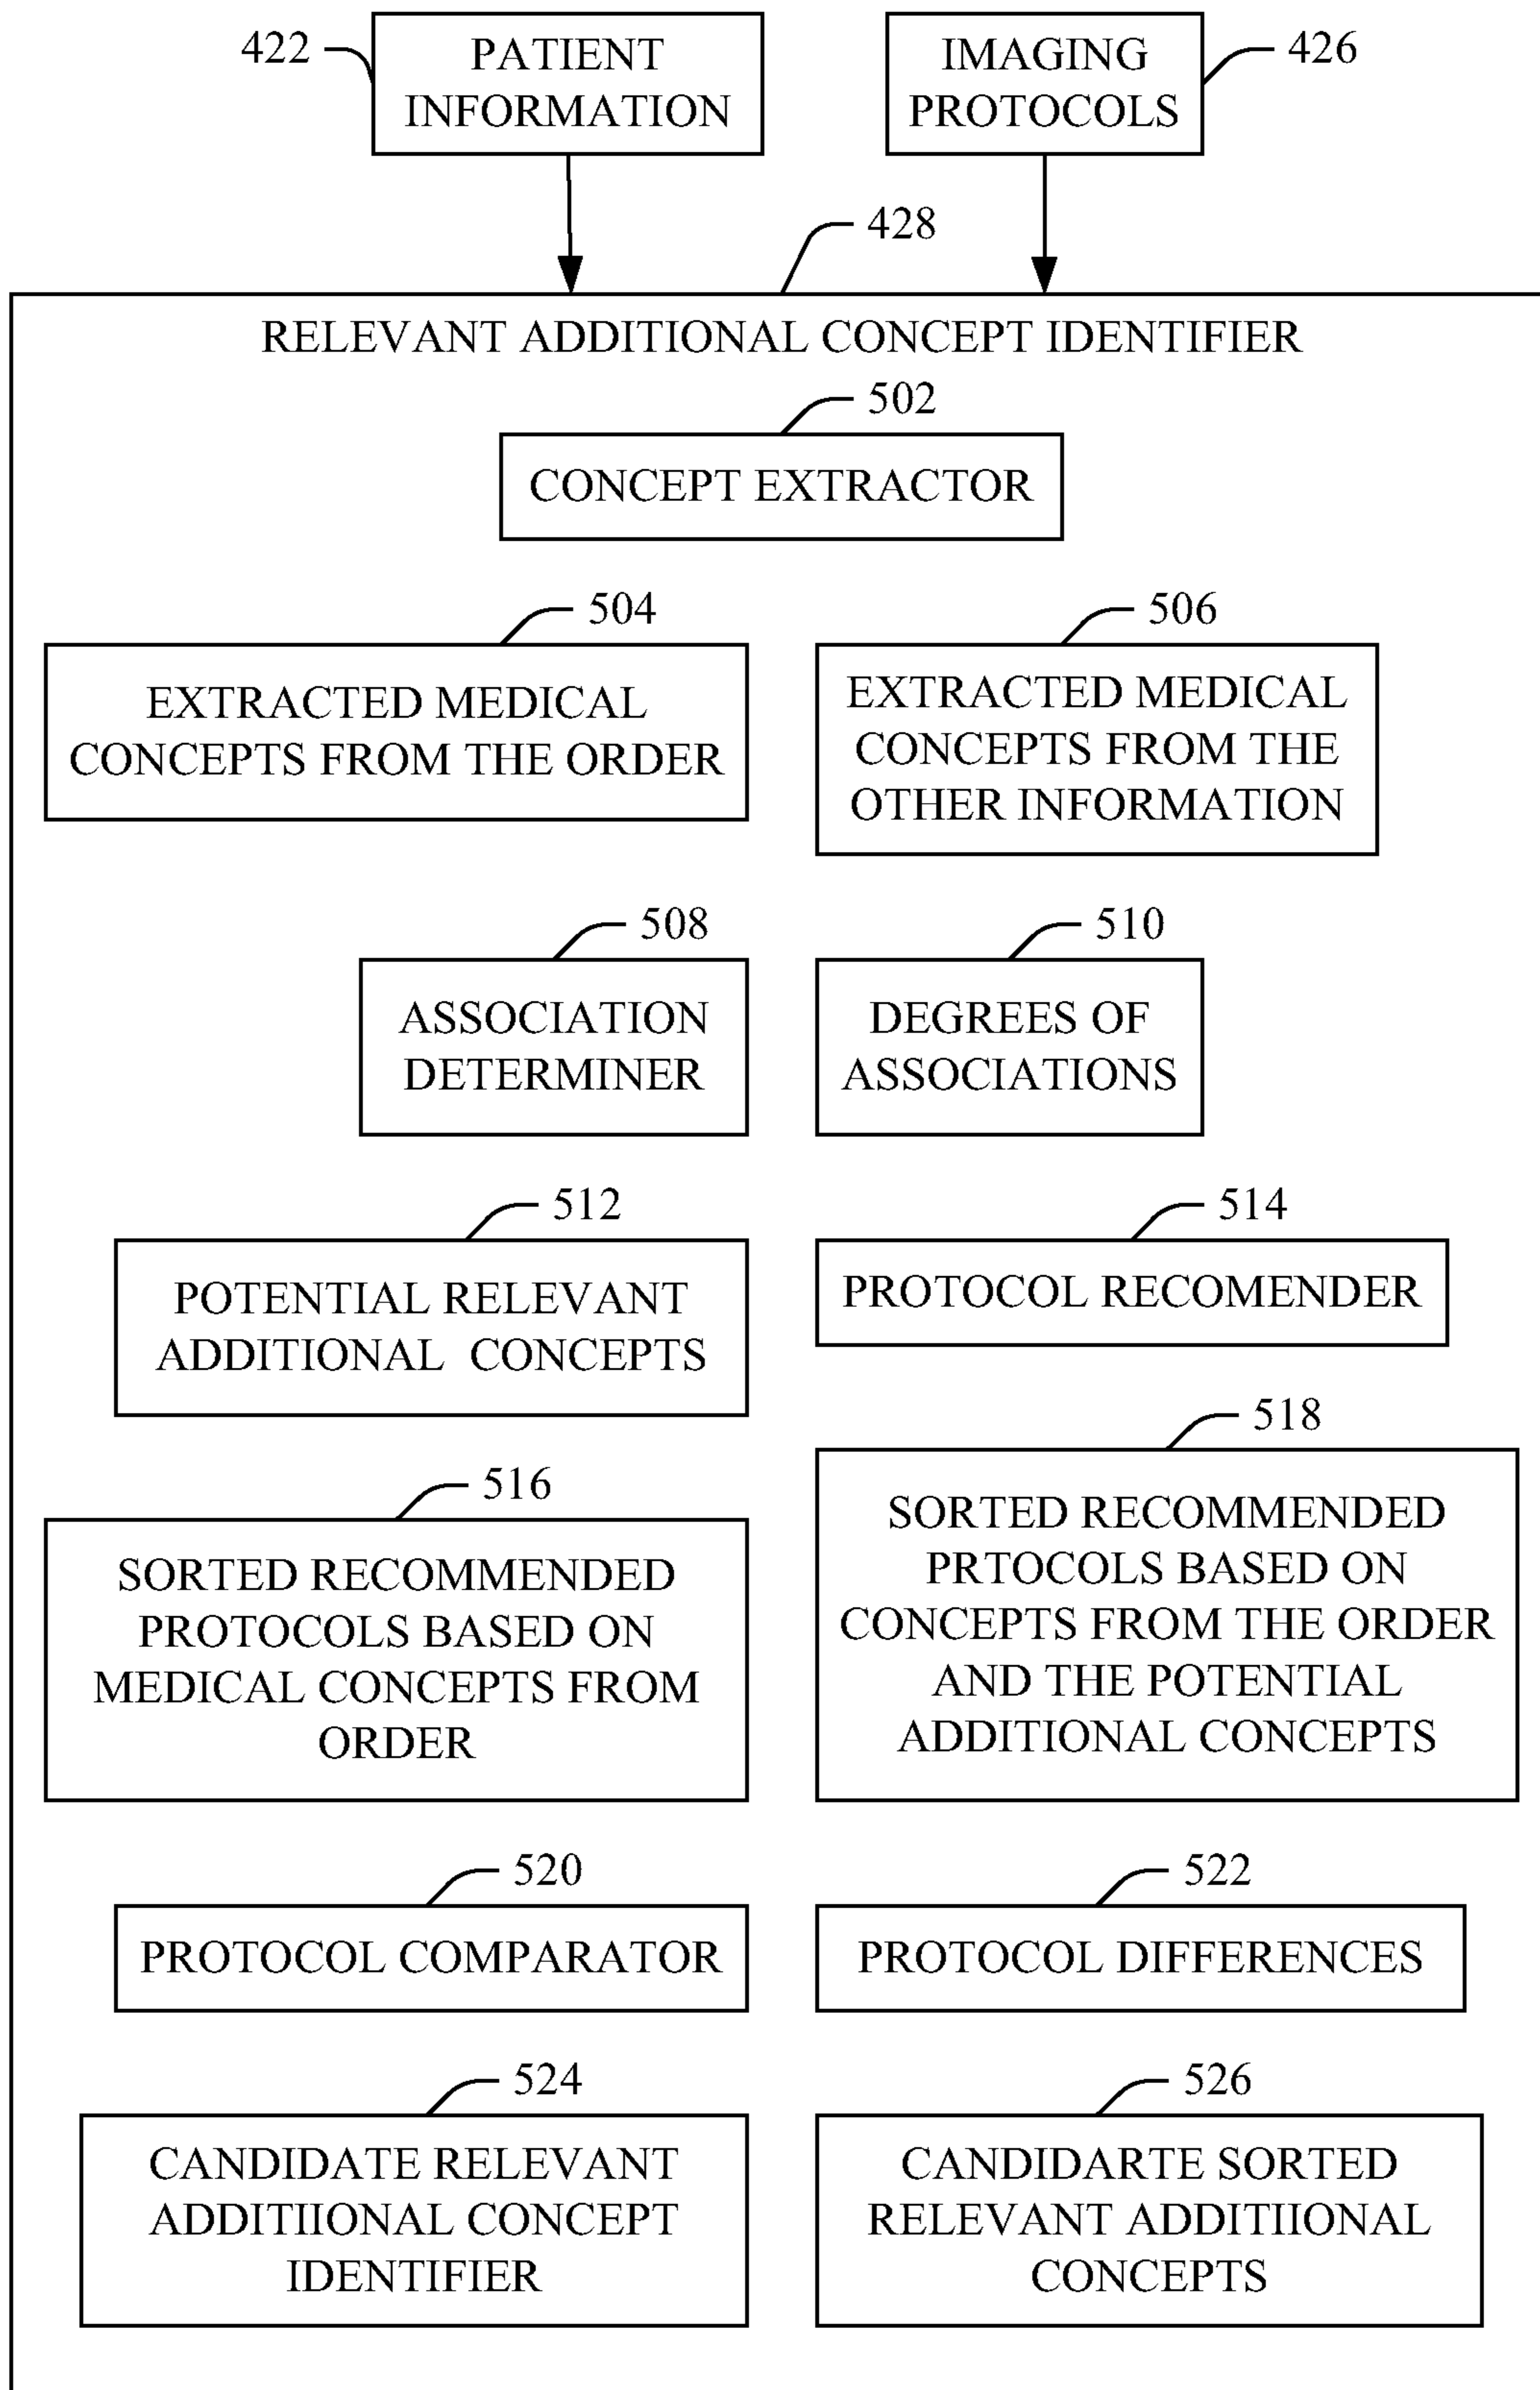 422
PATIENT
INFORMATION
IMAGING
PROTOCOLS
426
428
RELEVANT ADDITIONAL CONCEPT IDENTIFIER
502
CONCEPT EXTRACTOR
504
EXTRACTED MEDICAL
CONCEPTS FROM THE ORDER
506
EXTRACTED MEDICAL
CONCEPTS FROM THE
OTHER INFORMATION
508
ASSOCIATION
DETERMINER
510
DEGREES OF
ASSOCIATIONS
512
POTENTIAL RELEVANT
ADDITIONAL CONCEPTS
514
PROTOCOL RECOMENDER
516
SORTED RECOMMENDED
PROTOCOLS BASED ON
MEDICAL CONCEPTS FROM
ORDER
518
SORTED RECOMMENDED
PRTOCOLS BASED ON
CONCEPTS FROM THE ORDER
AND THE POTENTIAL
ADDITIONAL CONCEPTS
520
PROTOCOL COMPARATOR
522
PROTOCOL DIFFERENCES
524
CANDIDATE RELEVANT
ADDITIIONAL CONCEPT
IDENTIFIER
526
CANDIDARTE SORTED
RELEVANT ADDITIIONAL
CONCEPTS